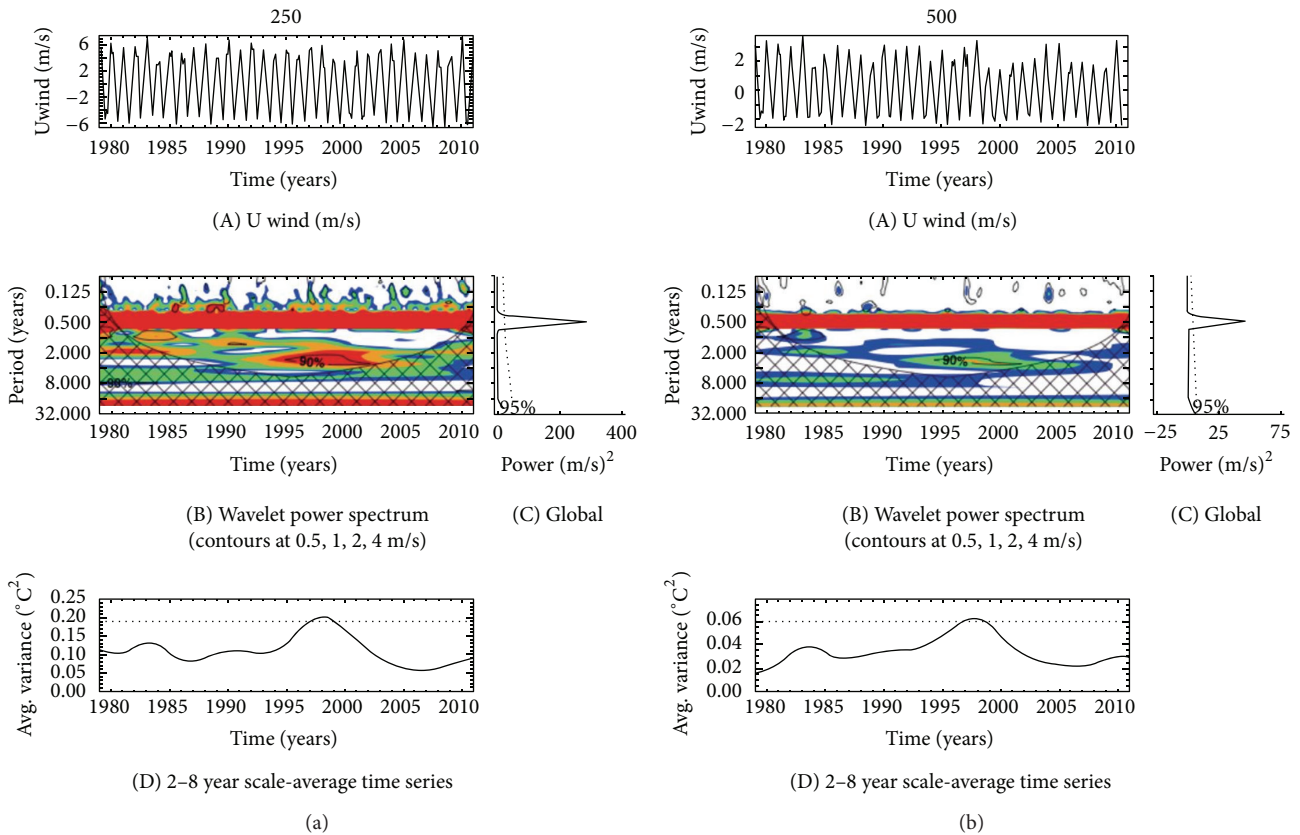 250
Uwind (m/s)
6
2
−2
−6
1980 1985 1990 1995 2000 2005 2010
Time (years)
(A) U wind (m/s)
Period (years)
0.125
0.500
2.000
8.000
32.000
90%
1980 1985 1990 1995 2000 2005 2010
Time (years)
(B) Wavelet power spectrum
(contours at 0.5, 1, 2, 4 m/s)
95%
0 200 400
Power (m/s)²
(C) Global
Avg. variance (°C²)
0.25
0.20
0.15
0.10
0.05
0.00
1980 1985 1990 1995 2000 2005 2010
Time (years)
(D) 2–8 year scale-average time series
(a)
500
Uwind (m/s)
2
0
−2
1980 1985 1990 1995 2000 2005 2010
Time (years)
(A) U wind (m/s)
Period (years)
0.125
0.500
2.000
8.000
32.000
90%
1980 1985 1990 1995 2000 2005 2010
Time (years)
(B) Wavelet power spectrum
(contours at 0.5, 1, 2, 4 m/s)
95%
−25 25 75
Power (m/s)²
(C) Global
Avg. variance (°C²)
0.06
0.04
0.02
0.00
1980 1985 1990 1995 2000 2005 2010
Time (years)
(D) 2–8 year scale-average time series
(b)